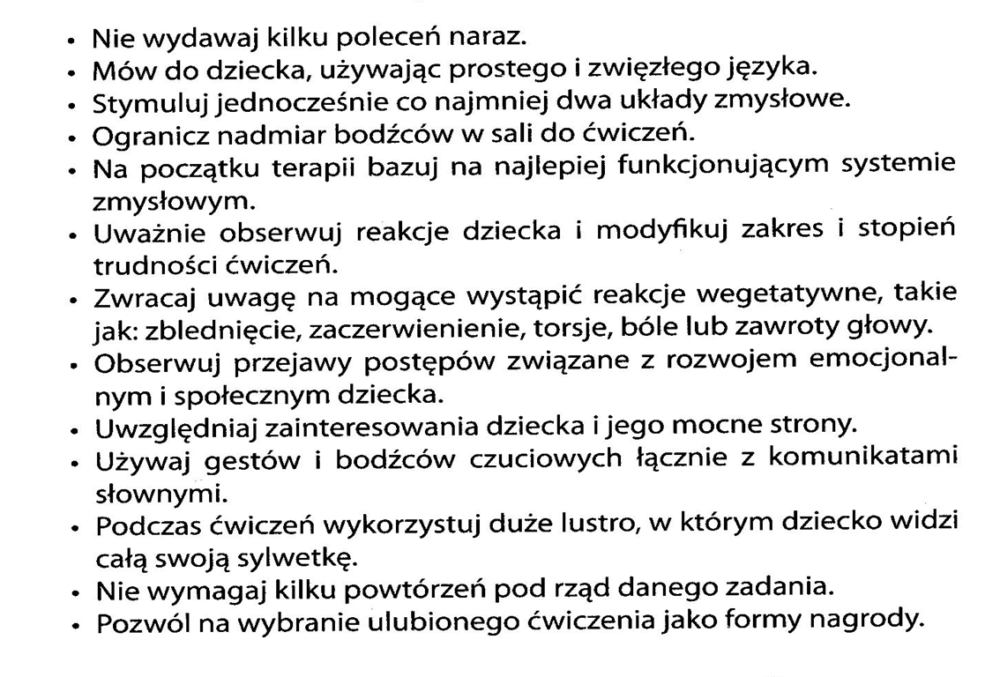 • Nie wydawaj kilku poleceń naraz.
• Mów do dziecka, używając prostego i zwięzłego języka.
• Stymuluj jednocześnie co najmniej dwa układy zmysłowe.
• Ogranicz nadmiar bodźców w sali do ćwiczeń.
• Na początku terapii bazuj na najlepiej funkcjonującym systemie
zmysłowym.
• Uważnie obserwuj reakcje dziecka i modyfikuj zakres i stopień
trudności ćwiczeń.
• Zwracaj uwagę na mogące wystąpić reakcje wegetatywne, takie
jak: zblednięcie, zaczerwienienie, torsje, bóle lub zawroty głowy.
• Obserwuj przejawy postępów związane z rozwojem emocjonal-
nym i społecznym dziecka.
• Uwzględniaj zainteresowania dziecka i jego mocne strony.
• Używaj gestów i bodźców czuciowych łącznie z komunikatami
słownymi.
• Podczas ćwiczeń wykorzystuj duże lustro, w którym dziecko widzi
całą swoją sylwetkę.
• Nie wymagaj kilku powtórzeń pod rząd danego zadania.
• Pozwól na wybranie ulubionego ćwiczenia jako formy nagrody.